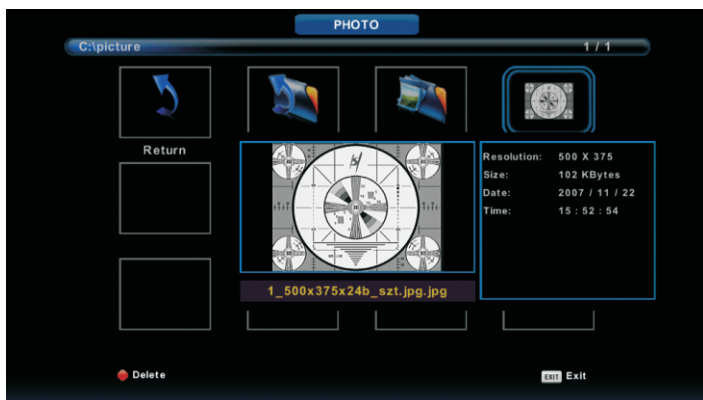 PHOTO
C:\picture 1 / 1
Return
Resolution: 500 X 375
Size: 102 KBytes
Date: 2007 / 11 / 22
Time: 15 : 52 : 54
1_500x375x24b_szt.jpg.jpg
Delete
EXIT Exit